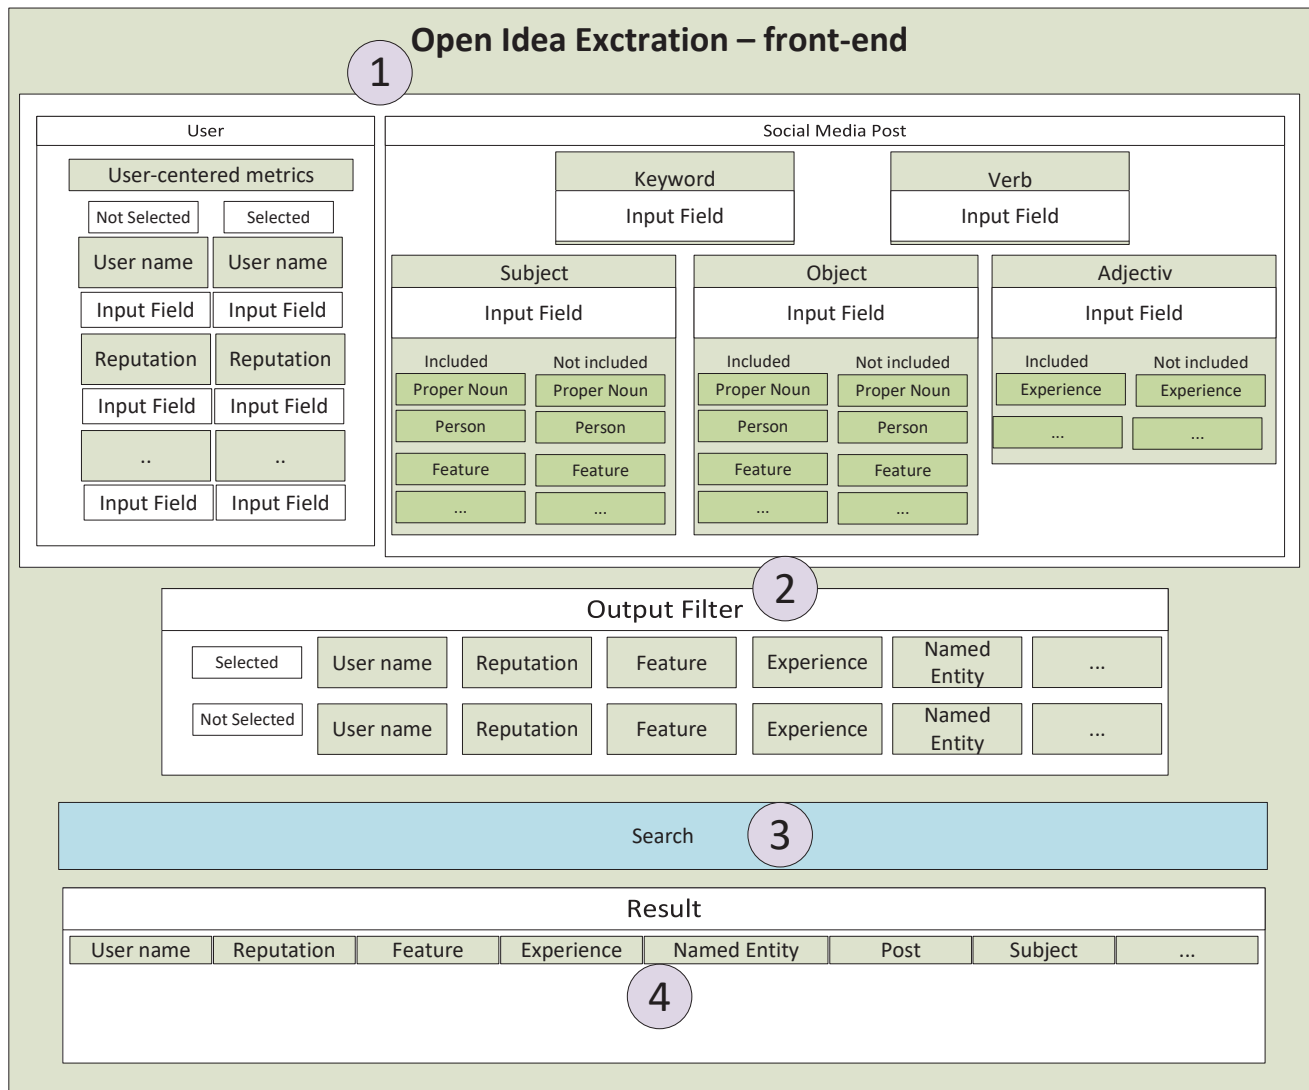 Open Idea Exctration – front-end
1
User
User-centered metrics
Not Selected Selected
User name User name
Input Field Input Field
Reputation Reputation
Input Field Input Field
.. ..
Input Field Input Field
Social Media Post
Keyword Verb
Input Field Input Field
Subject Object Adjectiv
Input Field Input Field Input Field
Included Not included Included Not included Included Not included
Proper Noun Proper Noun Proper Noun Proper Noun Experience Experience
Person Person Person Person ... ...
Feature Feature Feature Feature
... ... ... ...
2
Output Filter
Selected User name Reputation Feature Experience Named Entity ...
Not Selected User name Reputation Feature Experience Named Entity ...
Search 3
Result
User name Reputation Feature Experience Named Entity Post Subject ...
4